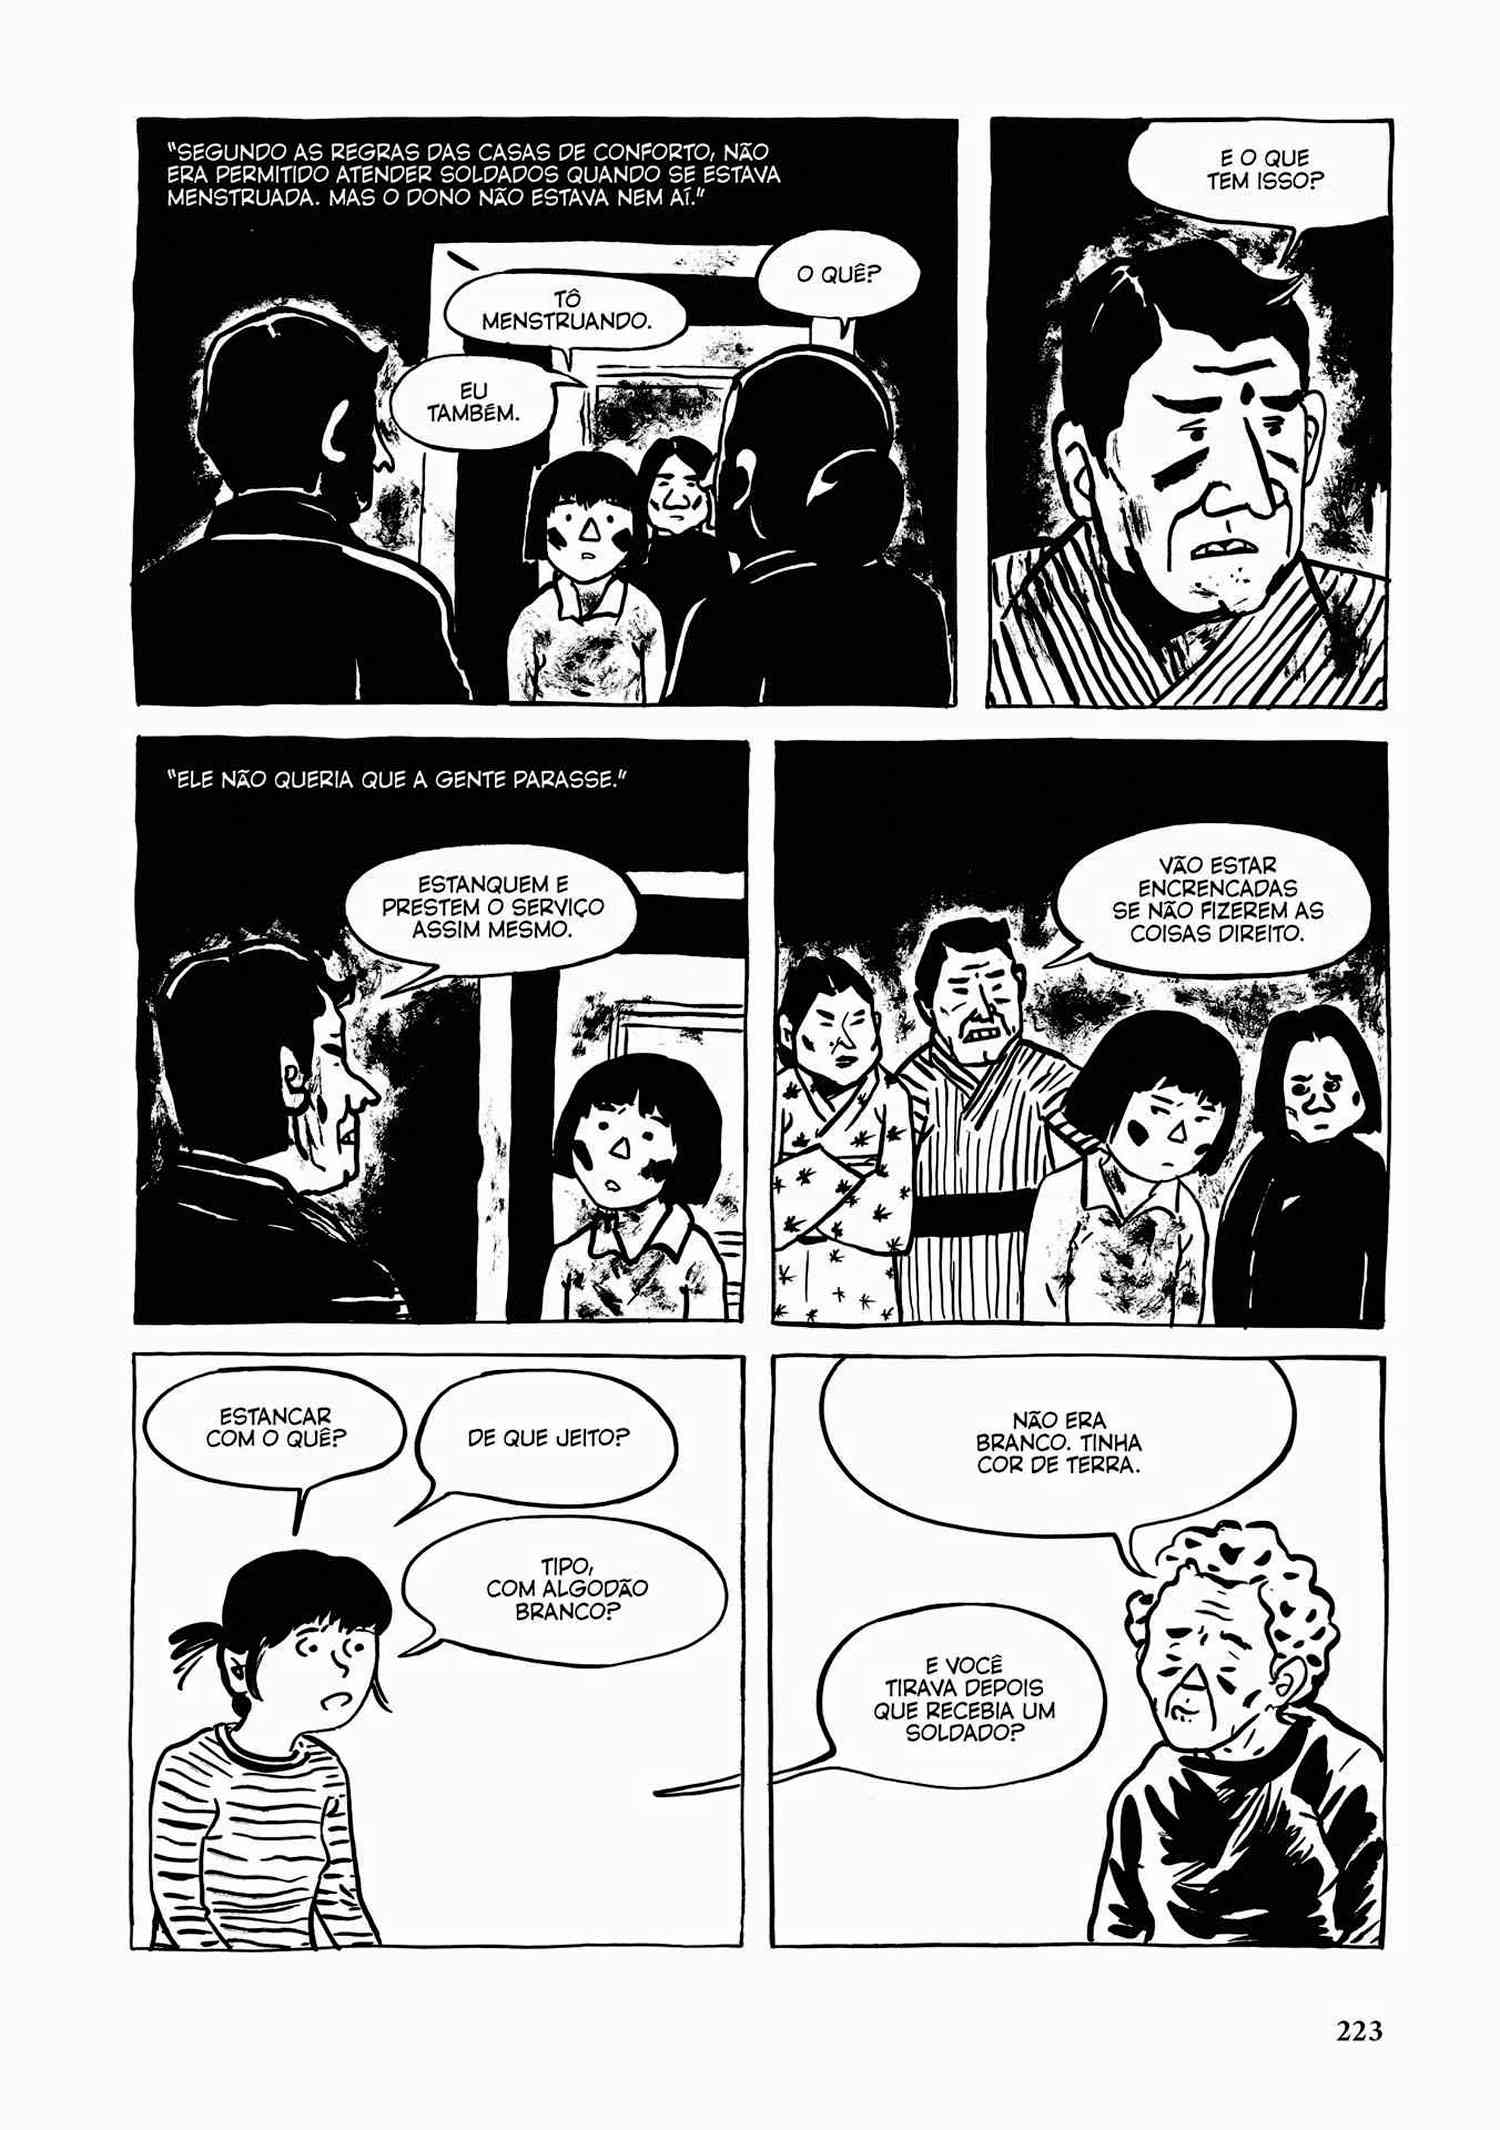 "SEGUNDO AS REGRAS DAS CASAS DE CONFORTO, NÃO
ERA PERMITIDO ATENDER SOLDADOS QUANDO SE ESTAVA
MENSTRUADA. MAS O DONO NÃO ESTAVA NEM AÍ."
TÔ
MENSTRUANDO.
EU
TAMBÉM.
O QUÊ?
E O QUE
TEM ISSO?
"ELE NÃO QUERIA QUE A GENTE PARASSE."
ESTANQUEM E
PRESTEM O SERVIÇO
ASSIM MESMO.
VÃO ESTAR
ENCRENCADAS
SE NÃO FIZEREM AS
COISAS DIREITO.
ESTANCAR
COM O QUÊ?
DE QUE JEITO?
TIPO,
COM ALGODÃO
BRANCO?
NÃO ERA
BRANCO. TINHA
COR DE TERRA.
E VOCÊ
TIRAVA DEPOIS
QUE RECEBIA UM
SOLDADO?
223